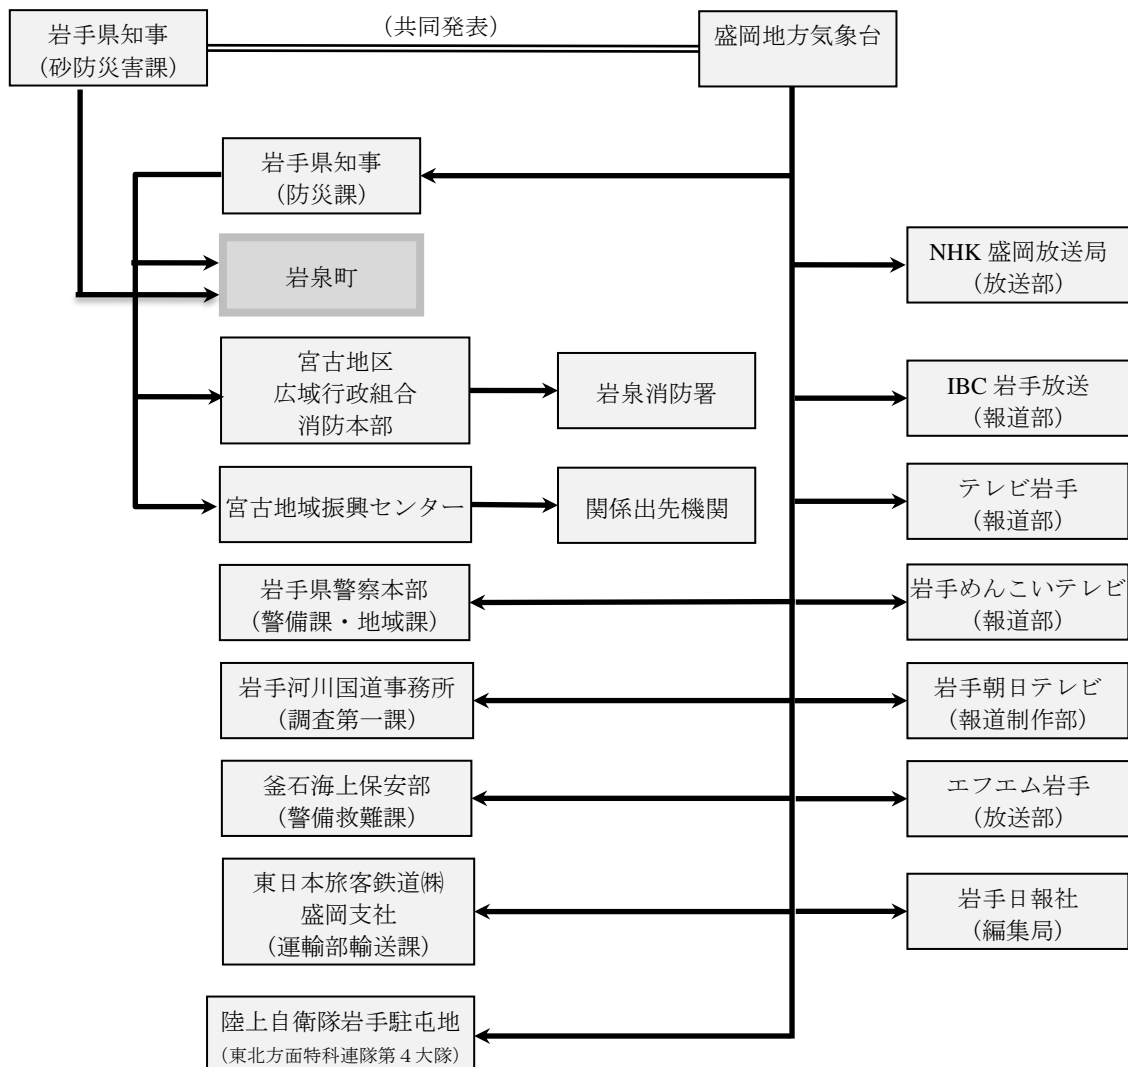 岩手県知事
（砂防災害課）
（共同発表）
盛岡地方気象台
岩手県知事
（防災課）
岩泉町
宮古地区
広域行政組合
消防本部
岩泉消防署
宮古地域振興センター
関係出先機関
岩手県警察本部
（警備課・地域課）
岩手河川国道事務所
（調査第一課）
釜石海上保安部
（警備救難課）
東日本旅客鉄道㈱
盛岡支社
（運輸部輸送課）
陸上自衛隊岩手駐屯地
（東北方面特科連隊第４大隊）
NHK 盛岡放送局
（放送部）
IBC 岩手放送
（報道部）
テレビ岩手
（報道部）
岩手めんこいテレビ
（報道部）
岩手朝日テレビ
（報道制作部）
エフエム岩手
（放送部）
岩手日報社
（編集局）